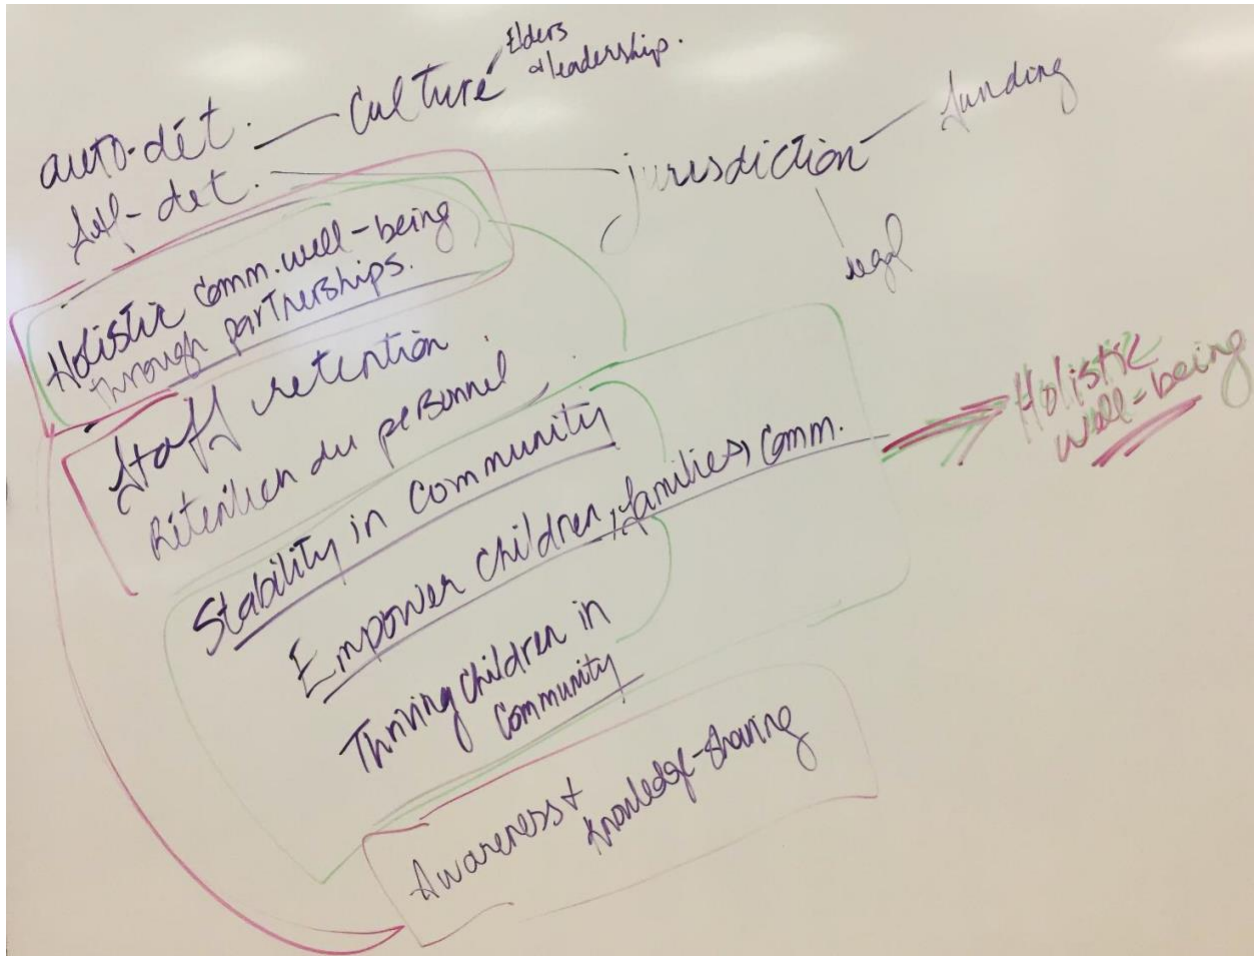 Elders
& leadership.
auto-dét. — Culture
self-det. — jurisdiction
funding
legal
Holistic comm. well-being
through partnerships.
Staff retention
Rétention du personnel
Stability in community
Empower children, families, comm.
Thriving children in
community
Awareness +
knowledge-sharing
Holistic
well-being